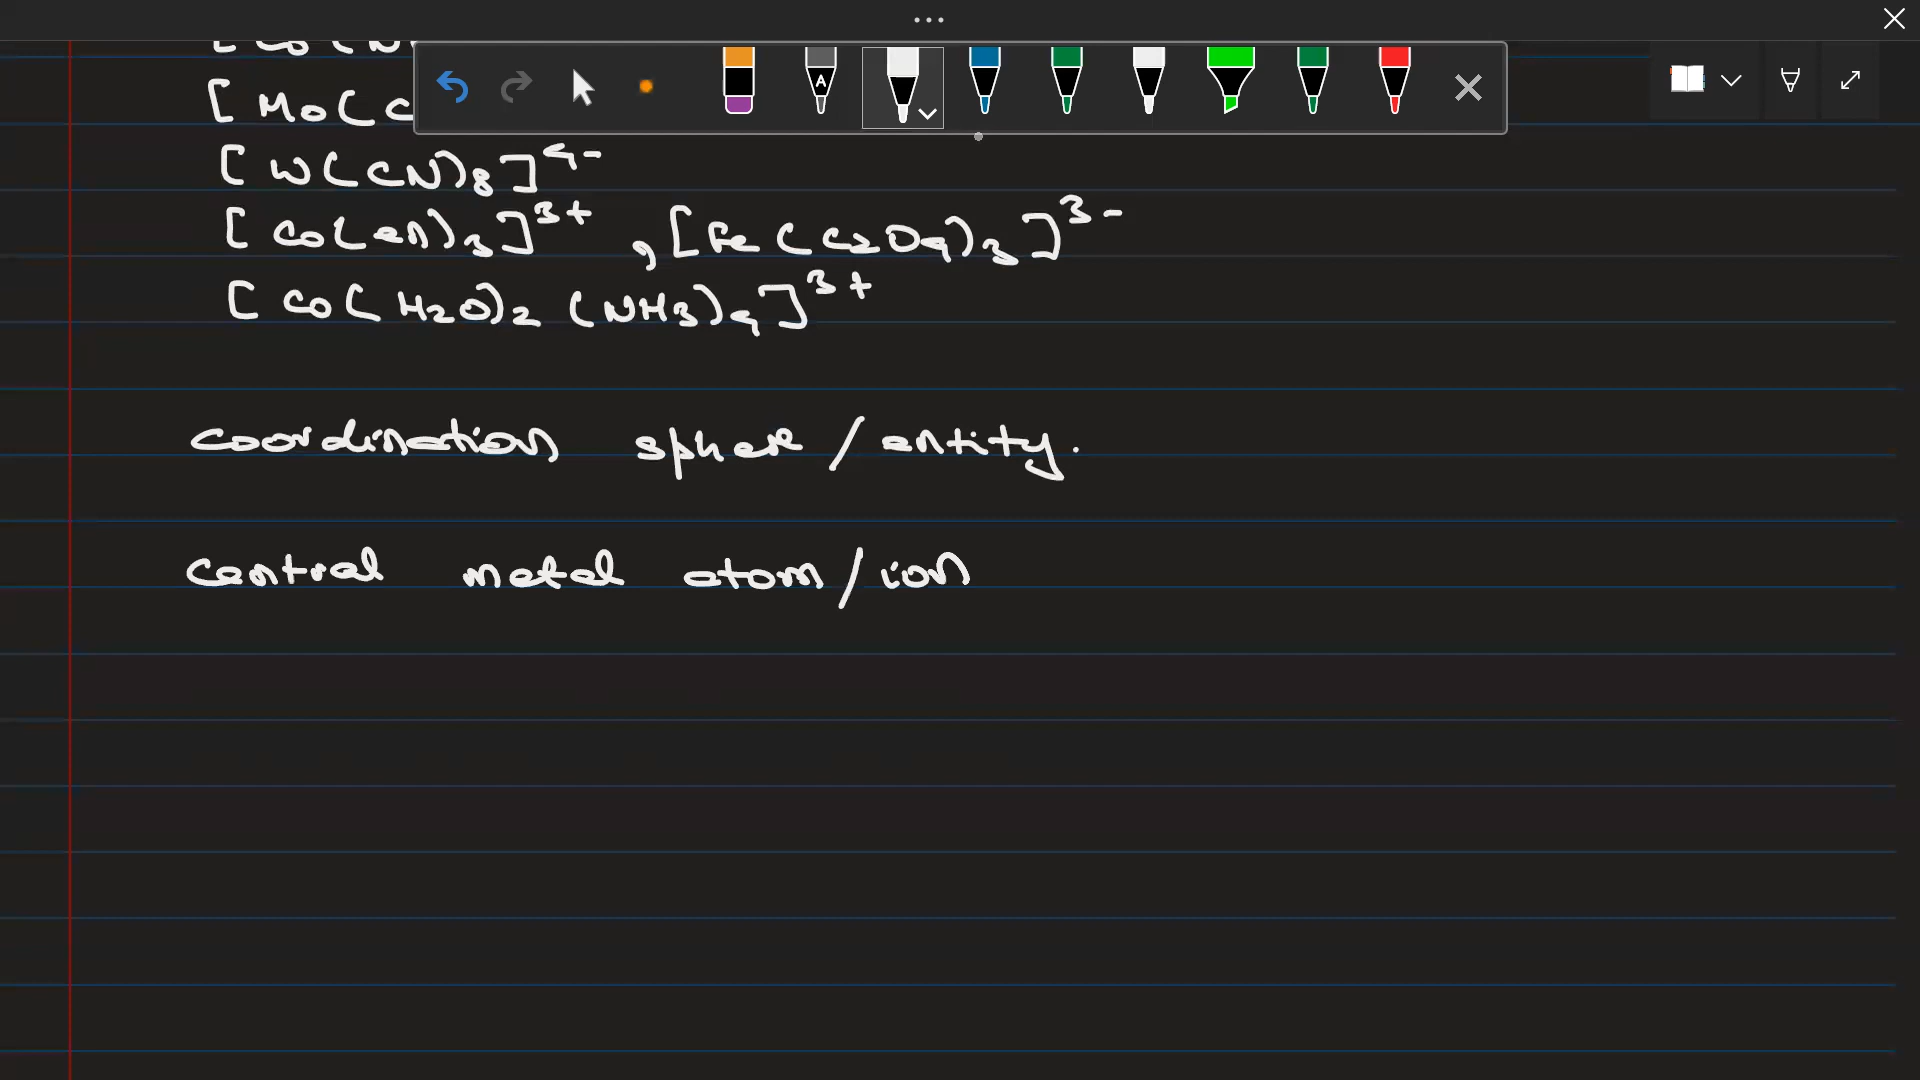 [Mo(C
[W(CN)8]4-
[Co(en)3]3+ , [Fe(C2O4)3]3-
[Co(H2O)2 (NH3)4]3+
coordination sphere/entity.
central metal atom/ion